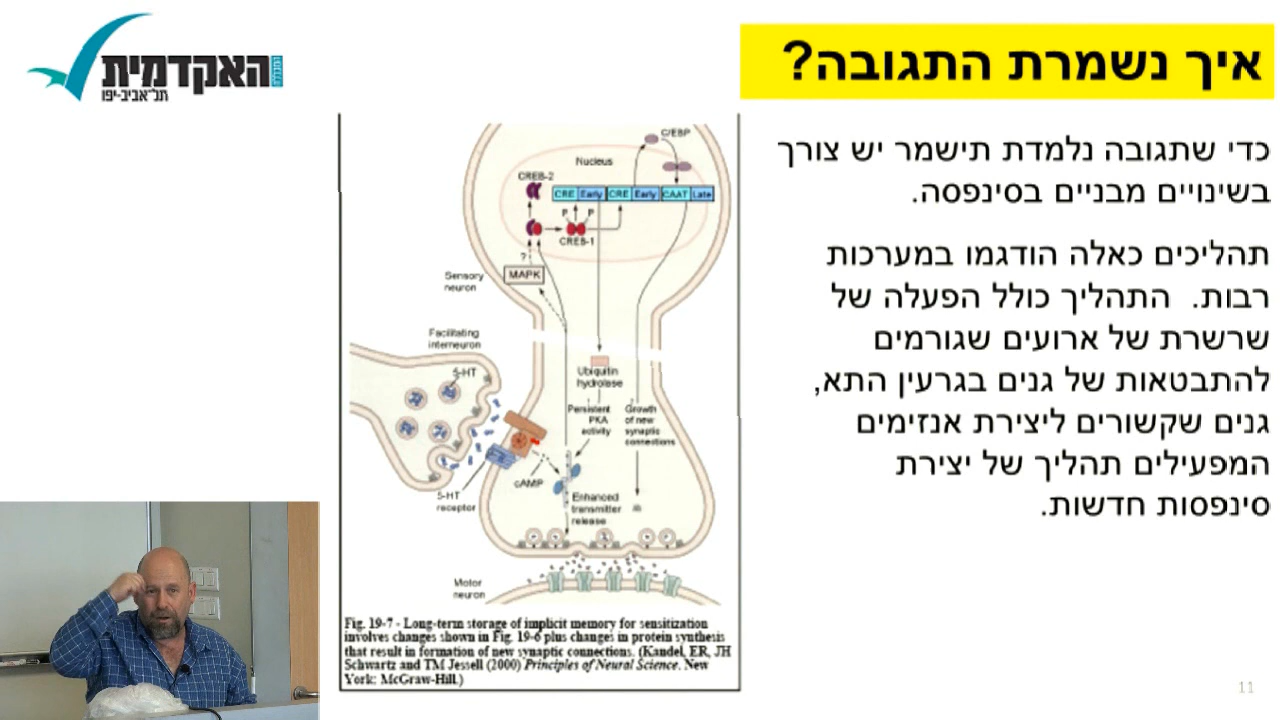 האקדמית
תל־אביב-יפו
איך נשמרת התגובה?
כדי שתגובה נלמדת תישמר יש צורך
בשינויים מבניים בסינפסה.
תהליכים כאלה הודגמו במערכות
רבות. התהליך כולל הפעלה של
שרשרת של ארועים שגורמים
להתבטאות של גנים בגרעין התא,
גנים שקשורים ליצירת אנזימים
המפעילים תהליך של יצירת
סינפסות חדשות.
C/EBP
Nucleus
CREB-2
CRE Early CRE Early CAAT Late
P P
CREB-1
?
MAPK
Sensory
neuron
Facilitating
interneuron
5-HT
Ubiquitin
hydrolase
Persistent
PKA
activity
Growth
of new
synaptic
connections
cAMP
5-HT
receptor
Enhanced
transmitter
release
Motor
neuron
Fig. 19-7 - Long-term storage of implicit memory for sensitization
involves changes shown in Fig. 19-6 plus changes in protein synthesis
that result in formation of new synaptic connections. (Kandel, ER, JH
Schwartz and TM Jessell (2000) Principles of Neural Science. New
York: McGraw-Hill.)
11